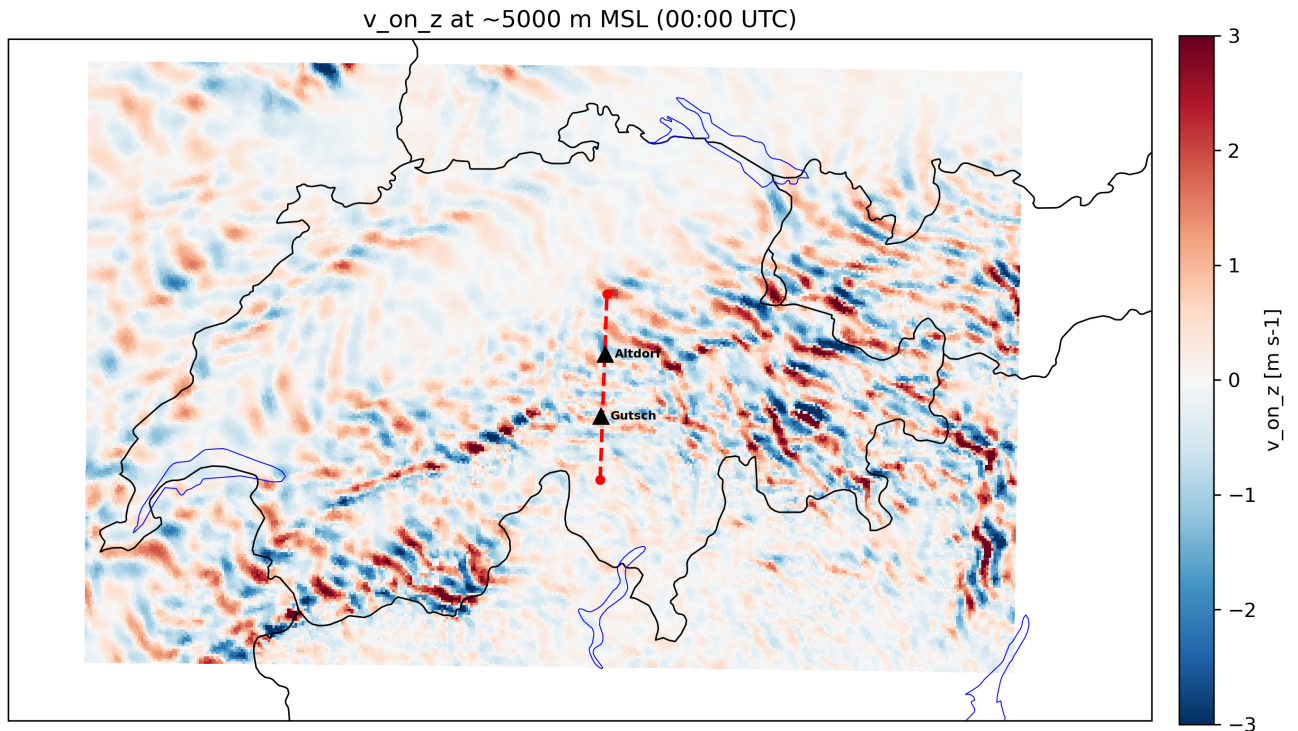 v_on_z at ~5000 m MSL (00:00 UTC)
Altdorf
Gutsch
3
2
1
0
−1
−2
−3
v_on_z [m s-1]